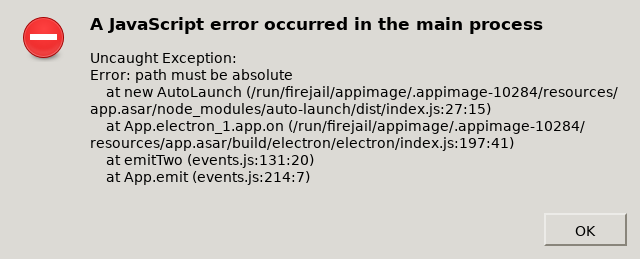 A JavaScript error occurred in the main process
Uncaught Exception:
Error: path must be absolute
at new AutoLaunch (/run/firejail/appimage/.appimage-10284/resources/
app.asar/node_modules/auto-launch/dist/index.js:27:15)
at App.electron_1.app.on (/run/firejail/appimage/.appimage-10284/
resources/app.asar/build/electron/electron/index.js:197:41)
at emitTwo (events.js:131:20)
at App.emit (events.js:214:7)
OK